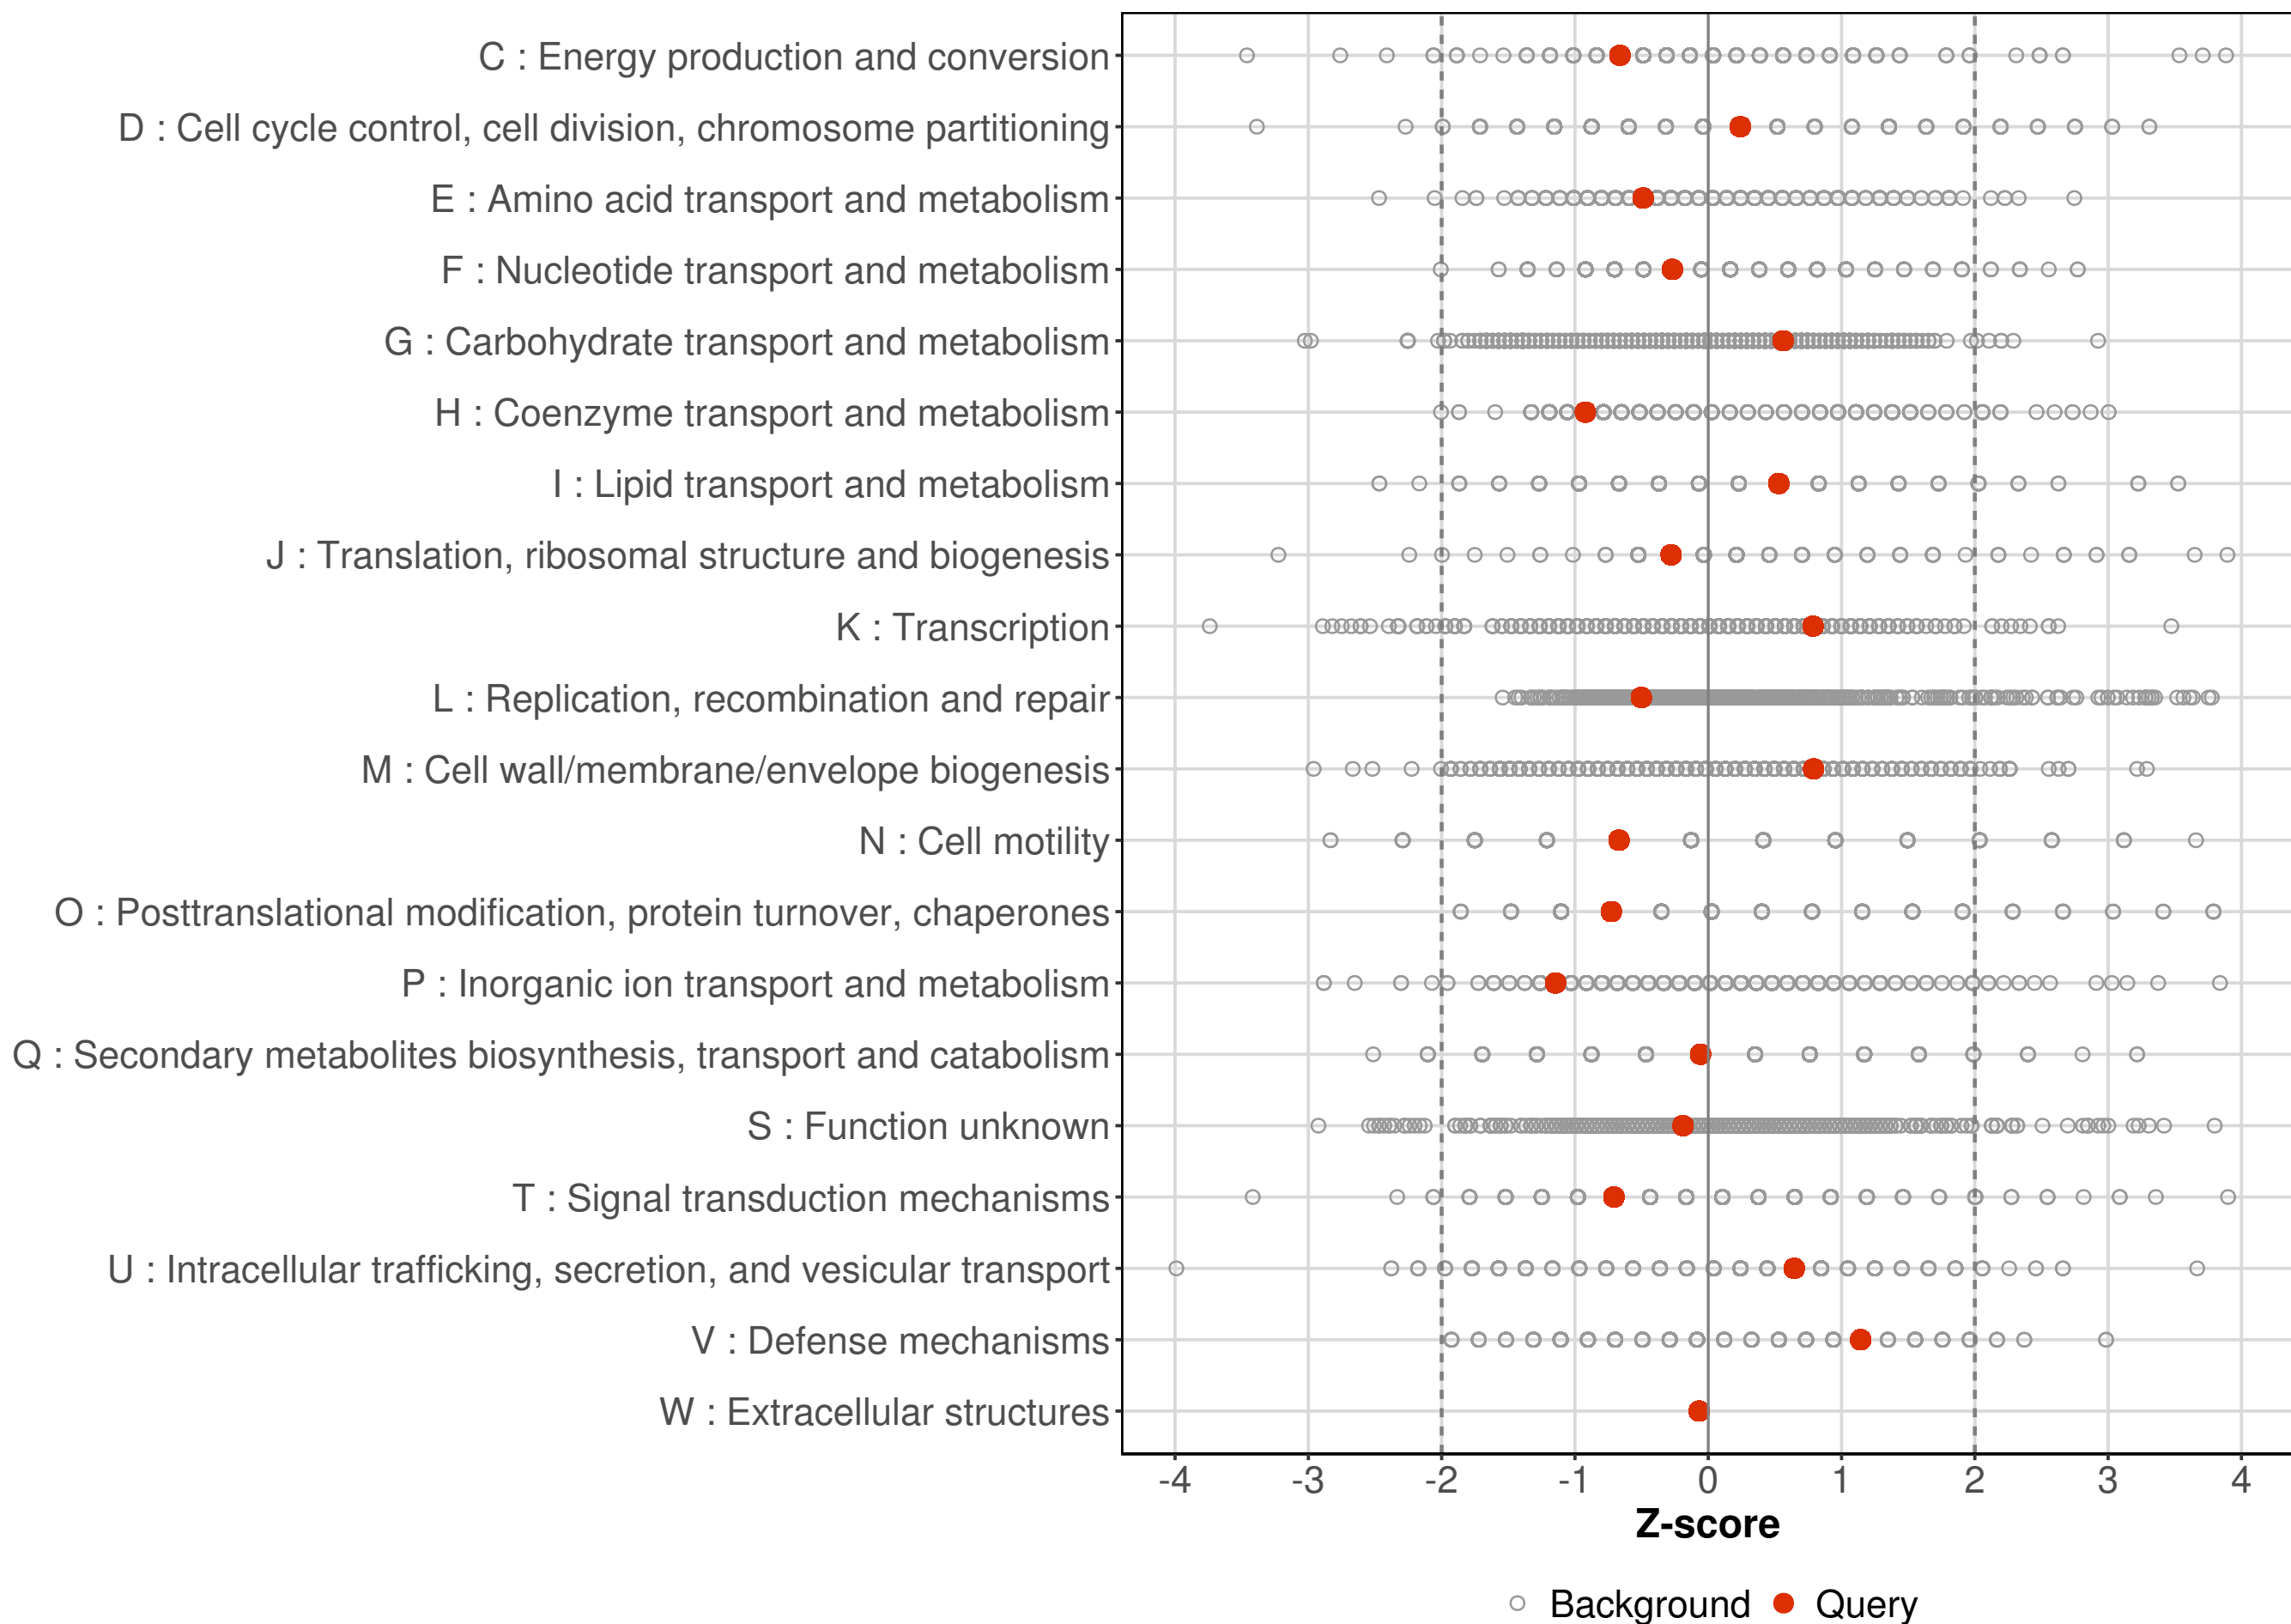 C : Energy production and conversion
D : Cell cycle control, cell division, chromosome partitioning
E : Amino acid transport and metabolism
F : Nucleotide transport and metabolism
G : Carbohydrate transport and metabolism
H : Coenzyme transport and metabolism
I : Lipid transport and metabolism
J : Translation, ribosomal structure and biogenesis
K : Transcription
L : Replication, recombination and repair
M : Cell wall/membrane/envelope biogenesis
N : Cell motility
O : Posttranslational modification, protein turnover, chaperones
P : Inorganic ion transport and metabolism
Q : Secondary metabolites biosynthesis, transport and catabolism
S : Function unknown
T : Signal transduction mechanisms
U : Intracellular trafficking, secretion, and vesicular transport
V : Defense mechanisms
W : Extracellular structures
-4 -3 -2 -1 0 1 2 3 4
Z-score
Background Query